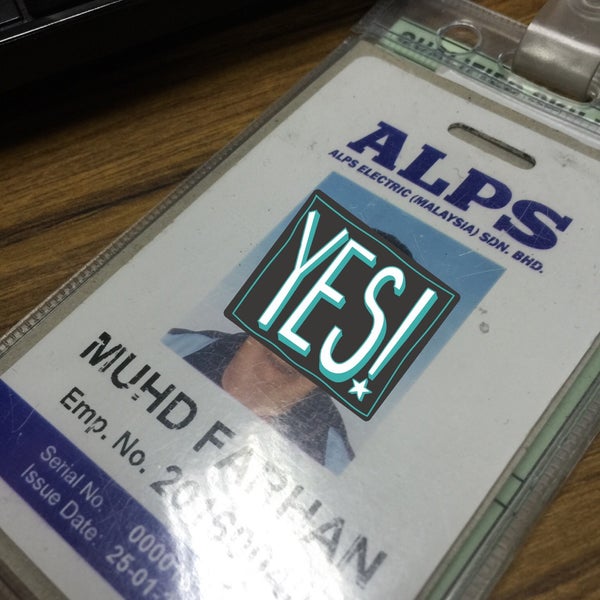 ALPS
ALPS ELECTRIC (MALAYSIA) SDN. BHD.
YES!
MUHD FARHAN
Emp. No.
Serial No.
Issue Date: